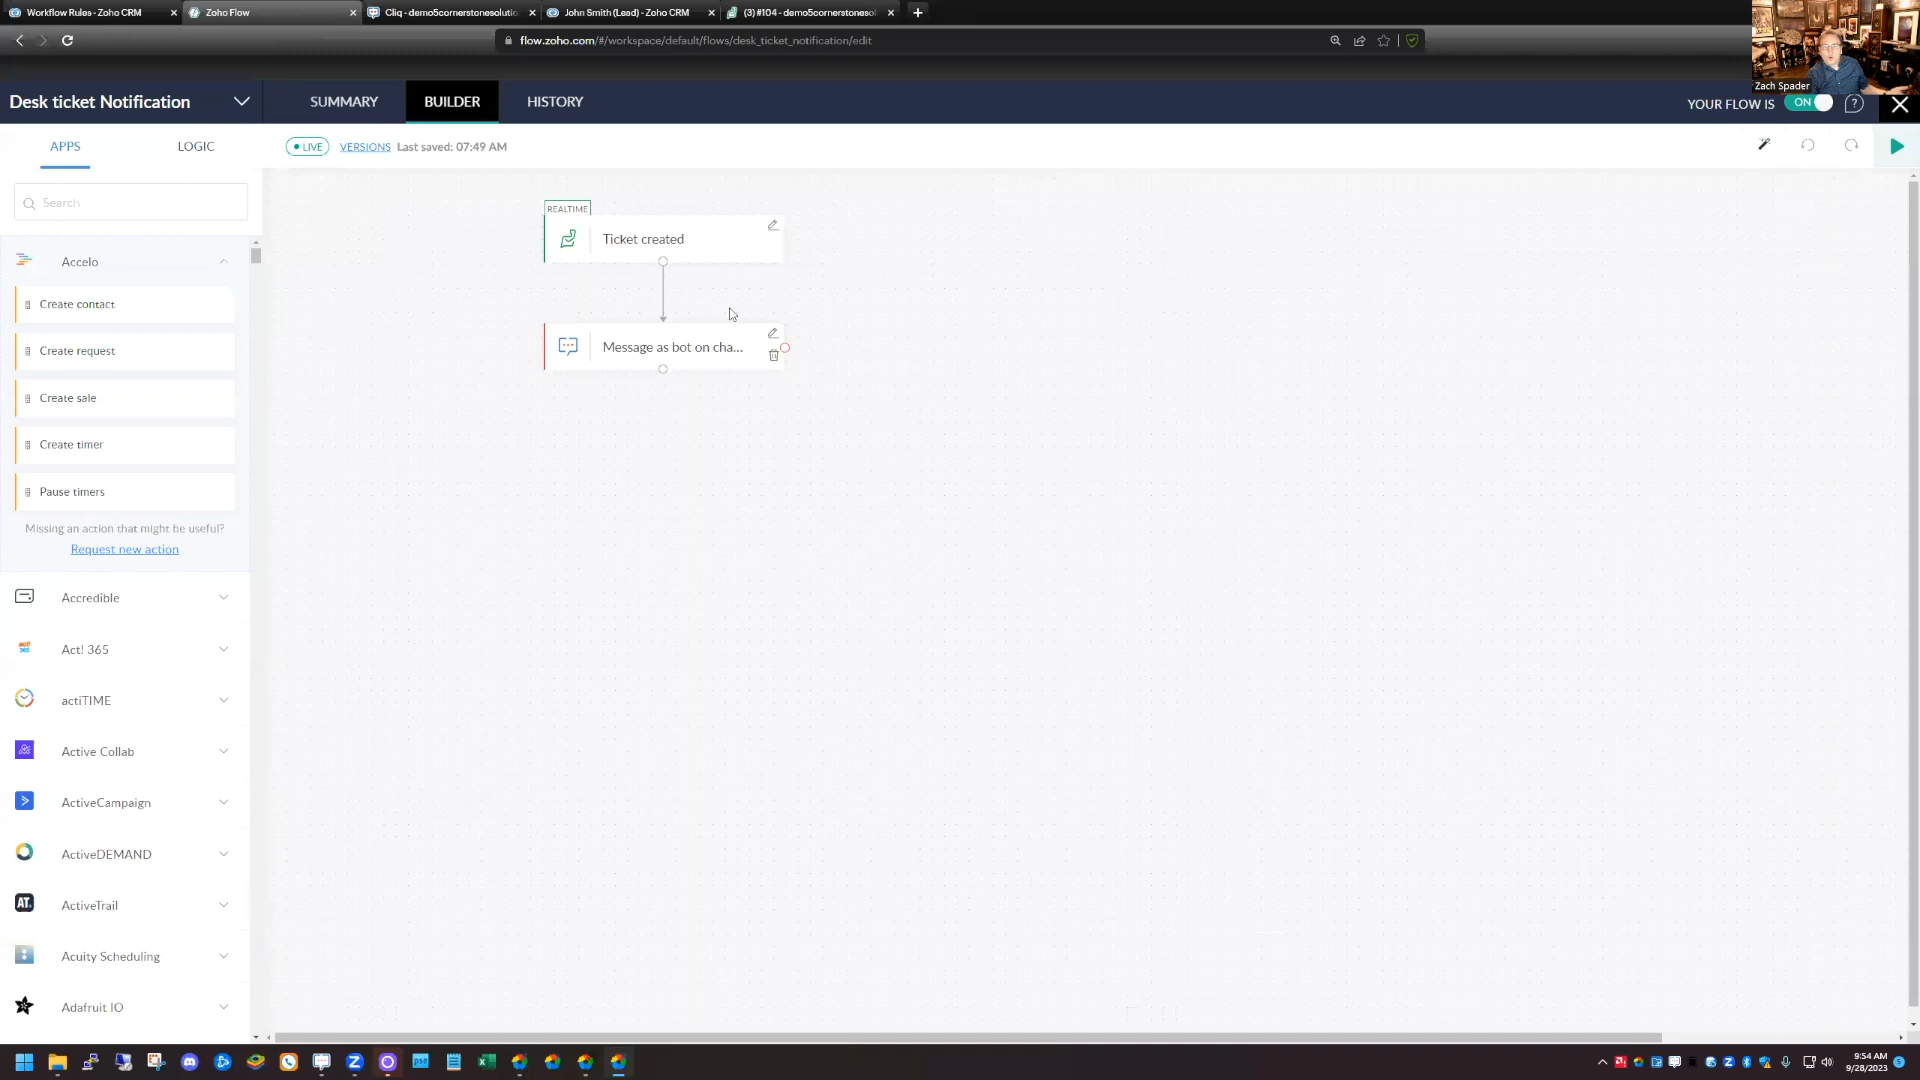 Workflow Rules - Zoho CRM
Zoho Flow
Cliq - demo5cornerstonesolution
John Smith (Lead) - Zoho CRM
(3) #104 - demo5cornerstonesol
flow.zoho.com/#/workspace/default/flows/desk_ticket_notification/edit
Zach Spader
Desk ticket Notification
SUMMARY
BUILDER
HISTORY
YOUR FLOW IS
ON
APPS
LOGIC
LIVE
VERSIONS
Last saved: 07:49 AM
Search
REALTIME
Ticket created
Message as bot on cha...
Accelo
Create contact
Create request
Create sale
Create timer
Pause timers
Missing an action that might be useful?
Request new action
Accredible
act! 365
Act! 365
actiTIME
Active Collab
ActiveCampaign
ActiveDEMAND
AT.
ActiveTrail
Acuity Scheduling
Adafruit IO
9:54 AM
9/28/2023